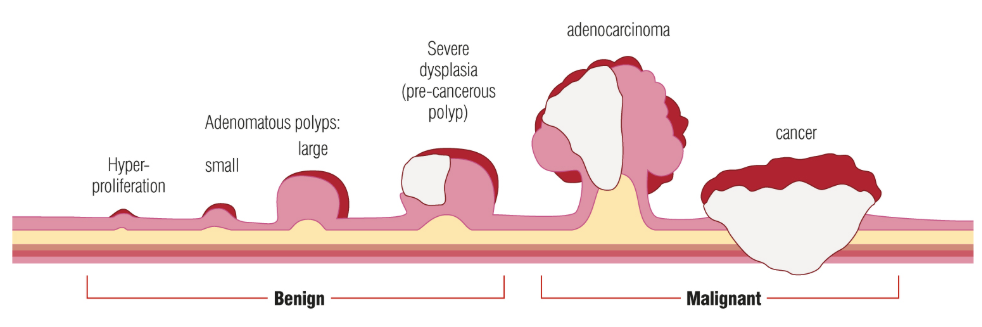 Hyper-
proliferation
Adenomatous polyps:
small
large
Severe
dysplasia
(pre-cancerous
polyp)
adenocarcinoma
cancer
Benign
Malignant